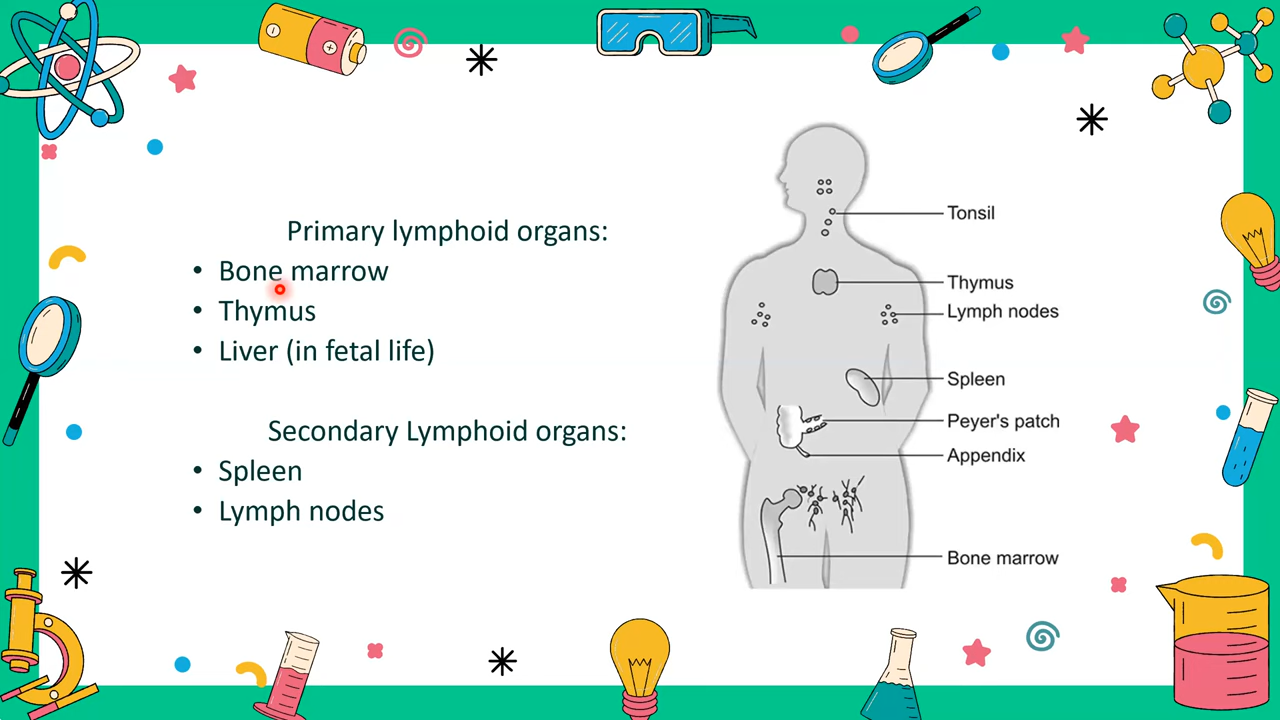 Primary lymphoid organs:
• Bone marrow
• Thymus
• Liver (in fetal life)
Secondary Lymphoid organs:
• Spleen
• Lymph nodes
Tonsil
Thymus
Lymph nodes
Spleen
Peyer's patch
Appendix
Bone marrow